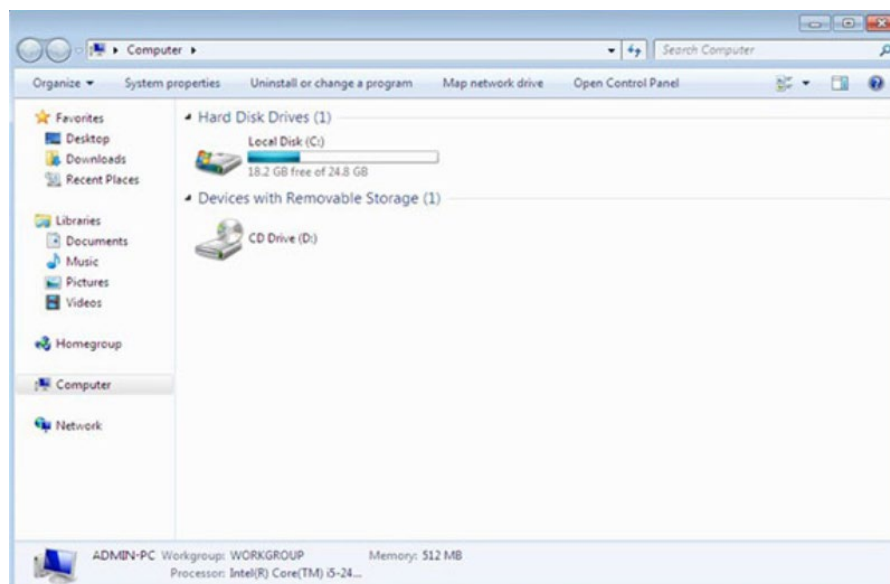 Computer
Search Computer
Organize System properties Uninstall or change a program Map network drive Open Control Panel
Favorites
Desktop
Downloads
Recent Places
Libraries
Documents
Music
Pictures
Videos
Homegroup
Computer
Network
Hard Disk Drives (1)
Local Disk (C:)
18.2 GB free of 24.8 GB
Devices with Removable Storage (1)
CD Drive (D:)
ADMIN-PC Workgroup: WORKGROUP Memory: 512 MB
Processor: Intel(R) Core(TM) i5-24...